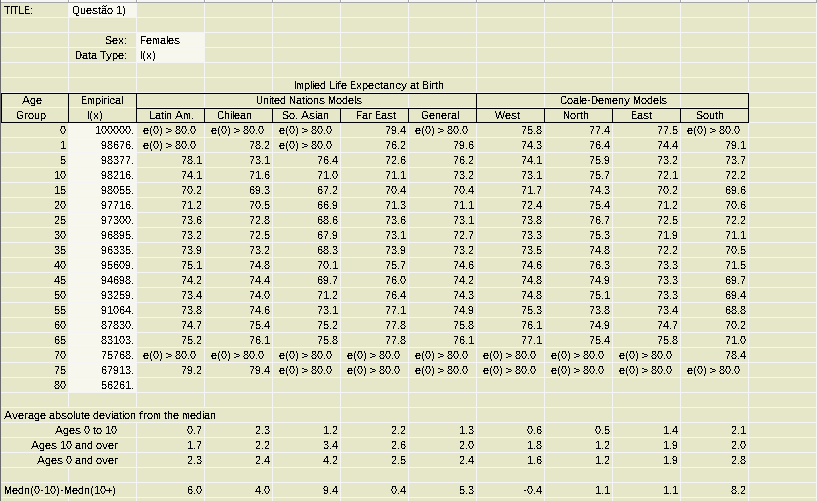 TITLE: Questão 1)
Sex: Females
Data Type: l(x)
Implied Life Expectancy at Birth
Age Empirical United Nations Models Coale-Demeny Models
Group l(x) Latin Am. Chilean So. Asian Far East General West North East South
0 100000. e(0) > 80.0 e(0) > 80.0 e(0) > 80.0 79.4 e(0) > 80.0 75.8 77.4 77.5 e(0) > 80.0
1 98676. e(0) > 80.0 78.2 e(0) > 80.0 76.2 79.6 74.3 76.4 74.4 79.1
5 98377. 78.1 73.1 76.4 72.6 76.2 74.1 75.9 73.2 73.7
10 98216. 74.1 71.6 71.0 71.1 73.2 73.1 75.7 72.1 72.2
15 98055. 70.2 69.3 67.2 70.4 70.4 71.7 74.3 70.2 69.6
20 97716. 71.2 70.5 66.9 71.3 71.1 72.4 75.4 71.2 70.6
25 97300. 73.6 72.8 68.6 73.6 73.1 73.8 76.7 72.5 72.2
30 96895. 73.2 72.5 67.9 73.1 72.7 73.3 75.3 71.9 71.1
35 96335. 73.9 73.2 68.3 73.9 73.2 73.5 74.8 72.2 70.5
40 95609. 75.1 74.8 70.1 75.7 74.6 74.6 76.3 73.3 71.5
45 94698. 74.2 74.4 69.7 76.0 74.2 74.8 74.9 73.3 69.7
50 93259. 73.4 74.0 71.2 76.4 74.3 74.8 75.1 73.3 69.4
55 91064. 73.8 74.6 73.1 77.1 74.9 75.3 73.8 73.4 68.8
60 87830. 74.7 75.4 75.2 77.8 75.8 76.1 74.9 74.7 70.2
65 83103. 75.2 76.1 75.8 77.8 76.1 77.1 75.4 75.8 71.0
70 75768. e(0) > 80.0 e(0) > 80.0 e(0) > 80.0 e(0) > 80.0 e(0) > 80.0 e(0) > 80.0 e(0) > 80.0 e(0) > 80.0 78.4
75 67913. 79.2 79.4 e(0) > 80.0 e(0) > 80.0 e(0) > 80.0 e(0) > 80.0 e(0) > 80.0 e(0) > 80.0 e(0) > 80.0
80 56261.
Average absolute deviation from the median
Ages 0 to 10 0.7 2.3 1.2 2.2 1.3 0.6 0.5 1.4 2.1
Ages 10 and over 1.7 2.2 3.4 2.6 2.0 1.8 1.2 1.9 2.0
Ages 0 and over 2.3 2.4 4.2 2.5 2.4 1.6 1.2 1.9 2.8
Medn(0-10)-Medn(10+) 6.0 4.0 9.4 0.4 5.3 -0.4 1.1 1.1 8.2